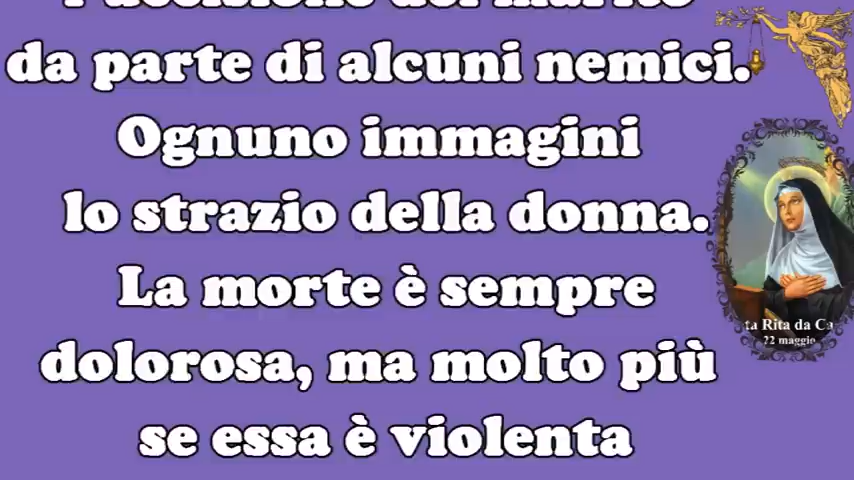 da parte di alcuni nemici.
Ognuno immagini
lo strazio della donna.
La morte è sempre
dolorosa, ma molto più
se essa è violenta
ta Rita da Ca
22 maggio